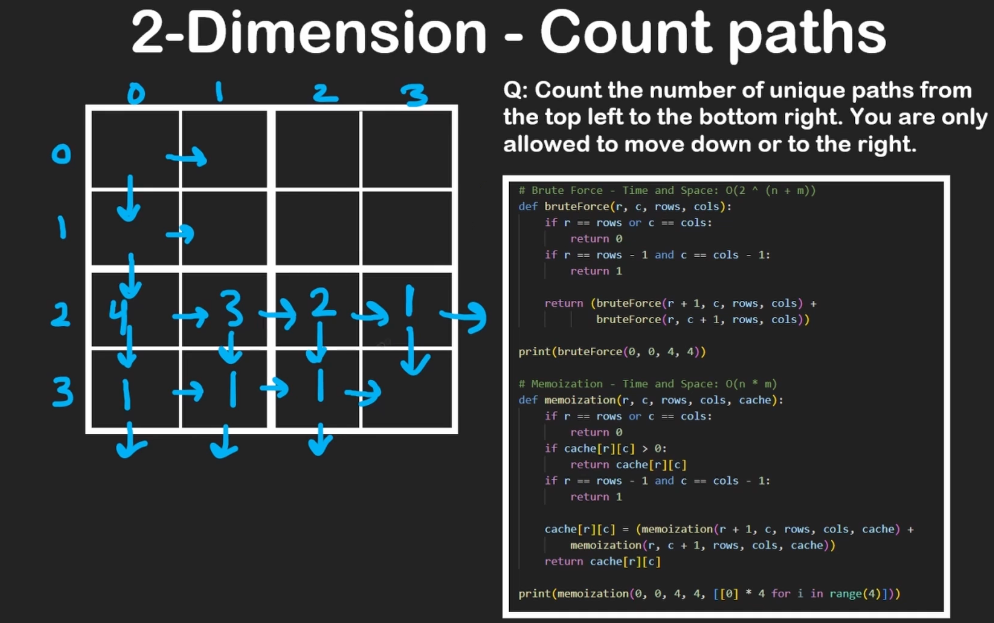 2-Dimension - Count paths
0 1 2 3
0
1
2 4 3 2 1
3 1 1 1
Q: Count the number of unique paths from
the top left to the bottom right. You are only
allowed to move down or to the right.
# Brute Force - Time and Space: O(2 ^ (n + m))
def bruteForce(r, c, rows, cols):
    if r == rows or c == cols:
        return 0
    if r == rows - 1 and c == cols - 1:
        return 1
    return (bruteForce(r + 1, c, rows, cols) +
            bruteForce(r, c + 1, rows, cols))
print(bruteForce(0, 0, 4, 4))
# Memoization - Time and Space: O(n * m)
def memoization(r, c, rows, cols, cache):
    if r == rows or c == cols:
        return 0
    if cache[r][c] > 0:
        return cache[r][c]
    if r == rows - 1 and c == cols - 1:
        return 1
    cache[r][c] = (memoization(r + 1, c, rows, cols, cache) +
        memoization(r, c + 1, rows, cols, cache))
    return cache[r][c]
print(memoization(0, 0, 4, 4, [[0] * 4 for i in range(4)]))